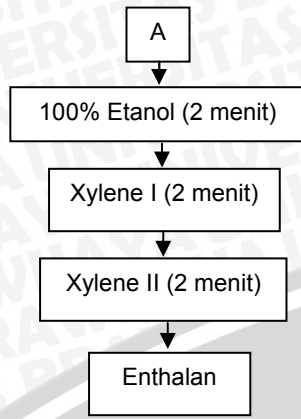 A
100% Etanol (2 menit)
Xylene I (2 menit)
Xylene II (2 menit)
Enthalan